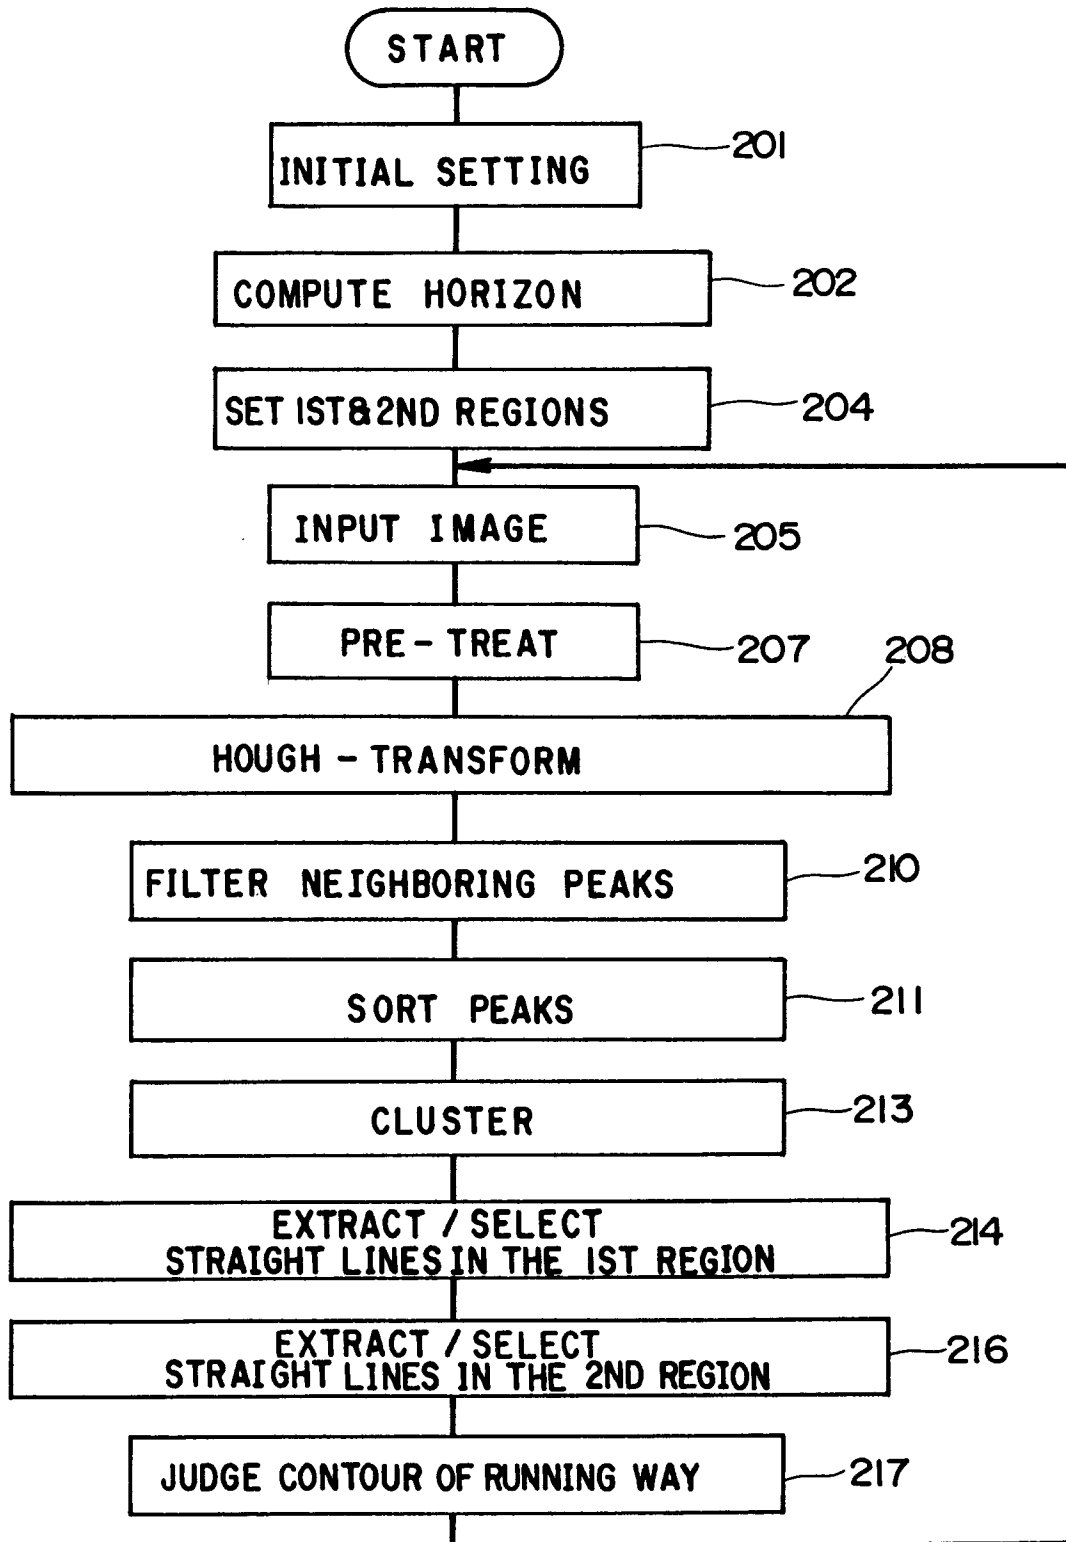 START
INITIAL SETTING
201
COMPUTE HORIZON
202
SET 1ST&2ND REGIONS
204
INPUT IMAGE
205
PRE-TREAT
207
208
HOUGH-TRANSFORM
FILTER NEIGHBORING PEAKS
210
SORT PEAKS
211
CLUSTER
213
EXTRACT / SELECT
STRAIGHT LINES IN THE 1ST REGION
214
EXTRACT / SELECT
STRAIGHT LINES IN THE 2ND REGION
216
JUDGE CONTOUR OF RUNNING WAY
217